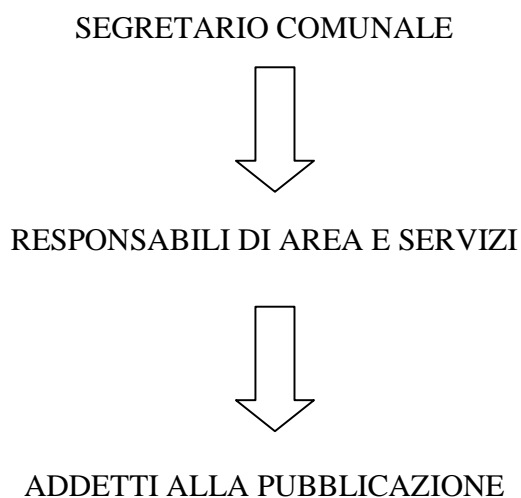 SEGRETARIO COMUNALE
RESPONSABILI DI AREA E SERVIZI
ADDETTI ALLA PUBBLICAZIONE